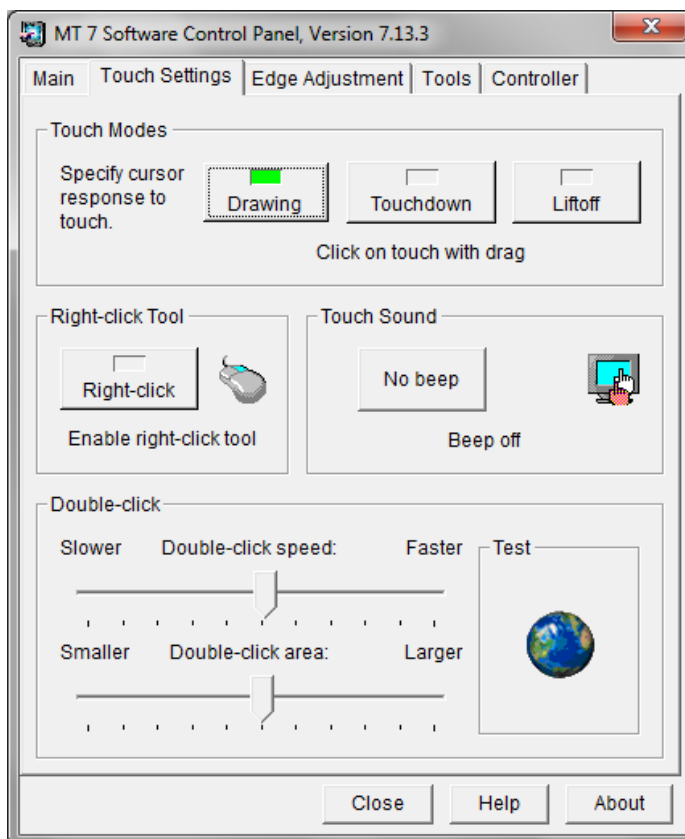 MT 7 Software Control Panel, Version 7.13.3
Main Touch Settings Edge Adjustment Tools Controller
Touch Modes
Specify cursor
response to
touch.
Drawing Touchdown Liftoff
Click on touch with drag
Right-click Tool
Right-click
Enable right-click tool
Touch Sound
No beep
Beep off
Double-click
Slower Double-click speed: Faster
Smaller Double-click area: Larger
Test
Close Help About